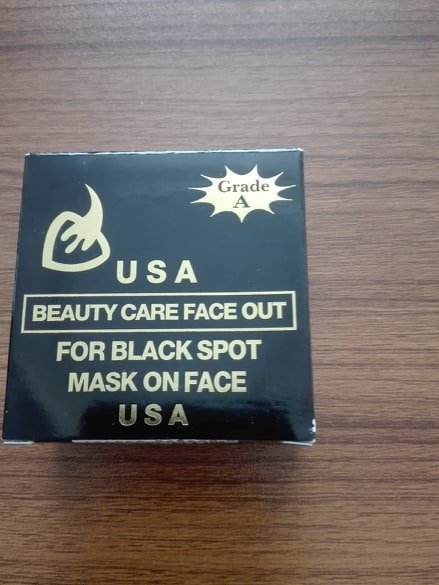 Grade
A
USA
BEAUTY CARE FACE OUT
FOR BLACK SPOT
MASK ON FACE
USA